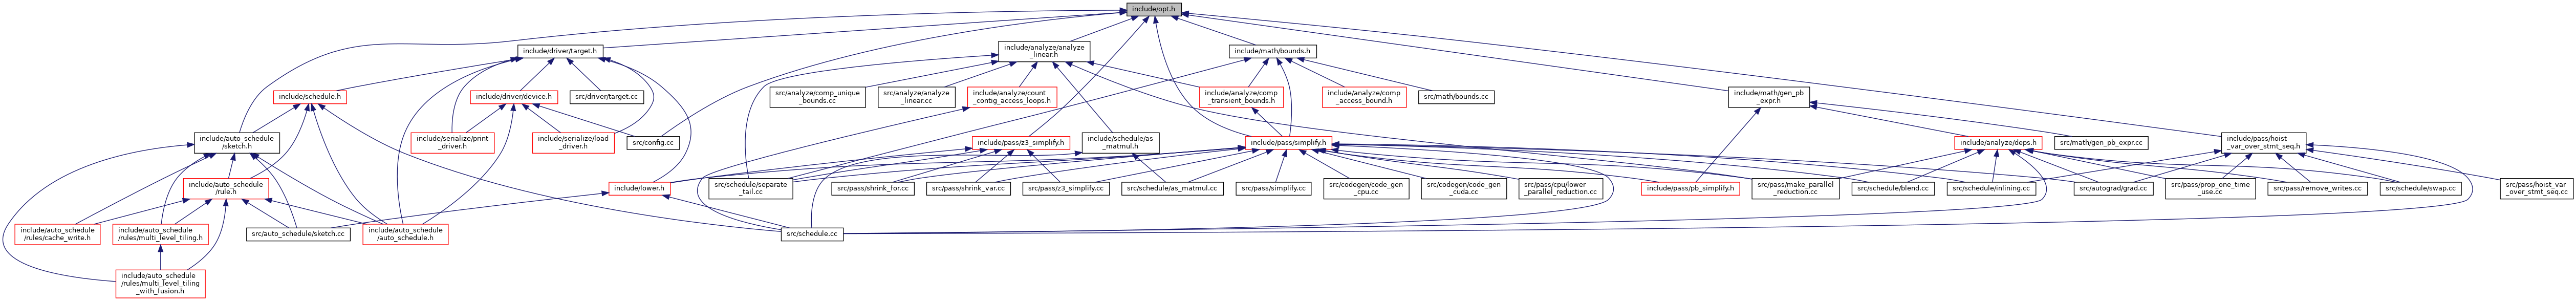 include/opt.h
include/driver/target.h
include/analyze/analyze
_linear.h
include/math/bounds.h
include/schedule.h
include/driver/device.h
src/driver/target.cc
src/analyze/comp_unique
_bounds.cc
src/analyze/analyze
_linear.cc
include/analyze/count
_contig_access_loops.h
include/analyze/comp
_transient_bounds.h
include/analyze/comp
_access_bound.h
src/math/bounds.cc
include/math/gen_pb
_expr.h
include/auto_schedule
/sketch.h
include/serialize/print
_driver.h
include/serialize/load
_driver.h
src/config.cc
include/pass/z3_simplify.h
include/schedule/as
_matmul.h
include/pass/simplify.h
include/analyze/deps.h
src/math/gen_pb_expr.cc
include/pass/hoist
_var_over_stmt_seq.h
include/auto_schedule
/rule.h
include/lower.h
src/schedule/separate
_tail.cc
src/pass/shrink_for.cc
src/pass/shrink_var.cc
src/pass/z3_simplify.cc
src/schedule/as_matmul.cc
src/pass/simplify.cc
src/codegen/code_gen
_cpu.cc
src/codegen/code_gen
_cuda.cc
src/pass/cpu/lower
_parallel_reduction.cc
include/pass/pb_simplify.h
src/pass/make_parallel
_reduction.cc
src/schedule/blend.cc
src/schedule/inlining.cc
src/autograd/grad.cc
src/pass/prop_one_time
_use.cc
src/pass/remove_writes.cc
src/schedule/swap.cc
src/pass/hoist_var
_over_stmt_seq.cc
include/auto_schedule
/rules/cache_write.h
include/auto_schedule
/rules/multi_level_tiling.h
src/auto_schedule/sketch.cc
include/auto_schedule
/auto_schedule.h
src/schedule.cc
include/auto_schedule
/rules/multi_level_tiling
_with_fusion.h